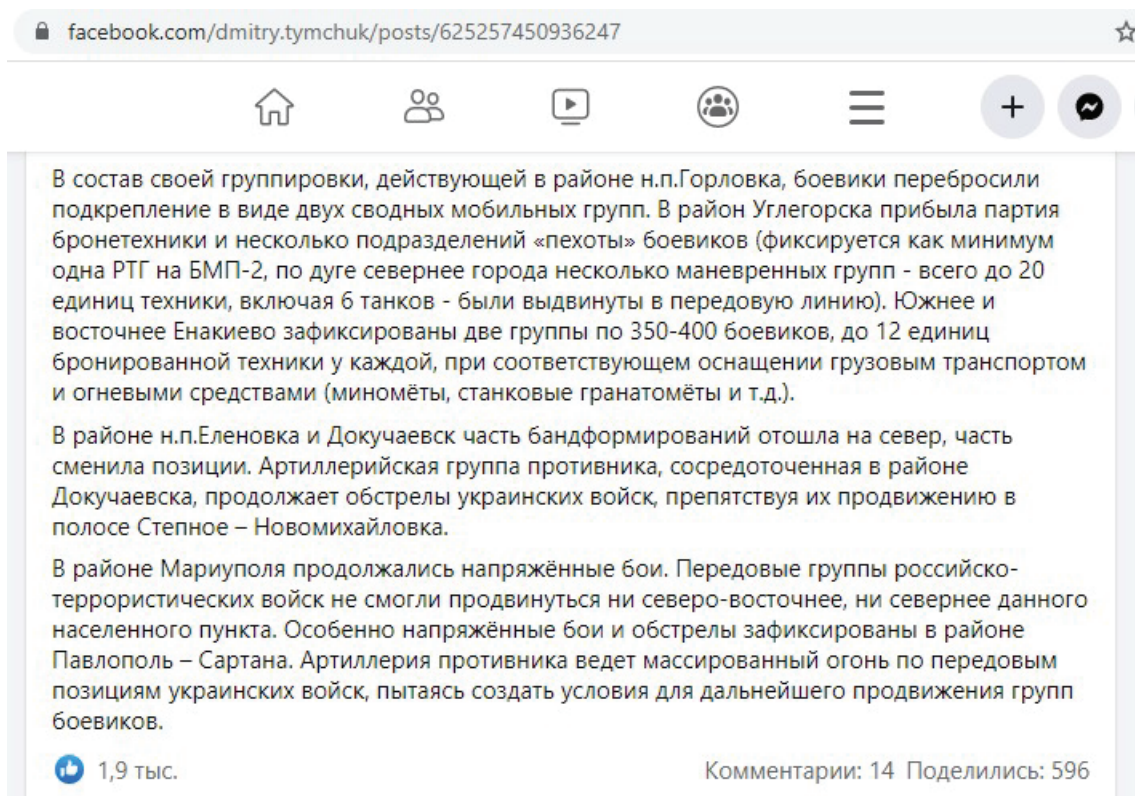 facebook.com/dmitry.tymchuk/posts/625257450936247
В состав своей группировки, действующей в районе н.п.Горловка, боевики перебросили
подкрепление в виде двух сводных мобильных групп. В район Углегорска прибыла партия
бронетехники и несколько подразделений «пехоты» боевиков (фиксируется как минимум
одна РТГ на БМП-2, по дуге севернее города несколько маневренных групп - всего до 20
единиц техники, включая 6 танков - были выдвинуты в передовую линию). Южнее и
восточнее Енакиево зафиксированы две группы по 350-400 боевиков, до 12 единиц
бронированной техники у каждой, при соответствующем оснащении грузовым транспортом
и огневыми средствами (миномёты, станковые гранатомёты и т.д.).
В районе н.п.Еленовка и Докучаевск часть бандформирований отошла на север, часть
сменила позиции. Артиллерийская группа противника, сосредоточенная в районе
Докучаевска, продолжает обстрелы украинских войск, препятствуя их продвижению в
полосе Степное – Новомихайловка.
В районе Мариуполя продолжались напряжённые бои. Передовые группы российско-
террористических войск не смогли продвинуться ни северо-восточнее, ни севернее данного
населенного пункта. Особенно напряжённые бои и обстрелы зафиксированы в районе
Павлополь – Сартана. Артиллерия противника ведет массированный огонь по передовым
позициям украинских войск, пытаясь создать условия для дальнейшего продвижения групп
боевиков.
1,9 тыс.
Комментарии: 14 Поделились: 596